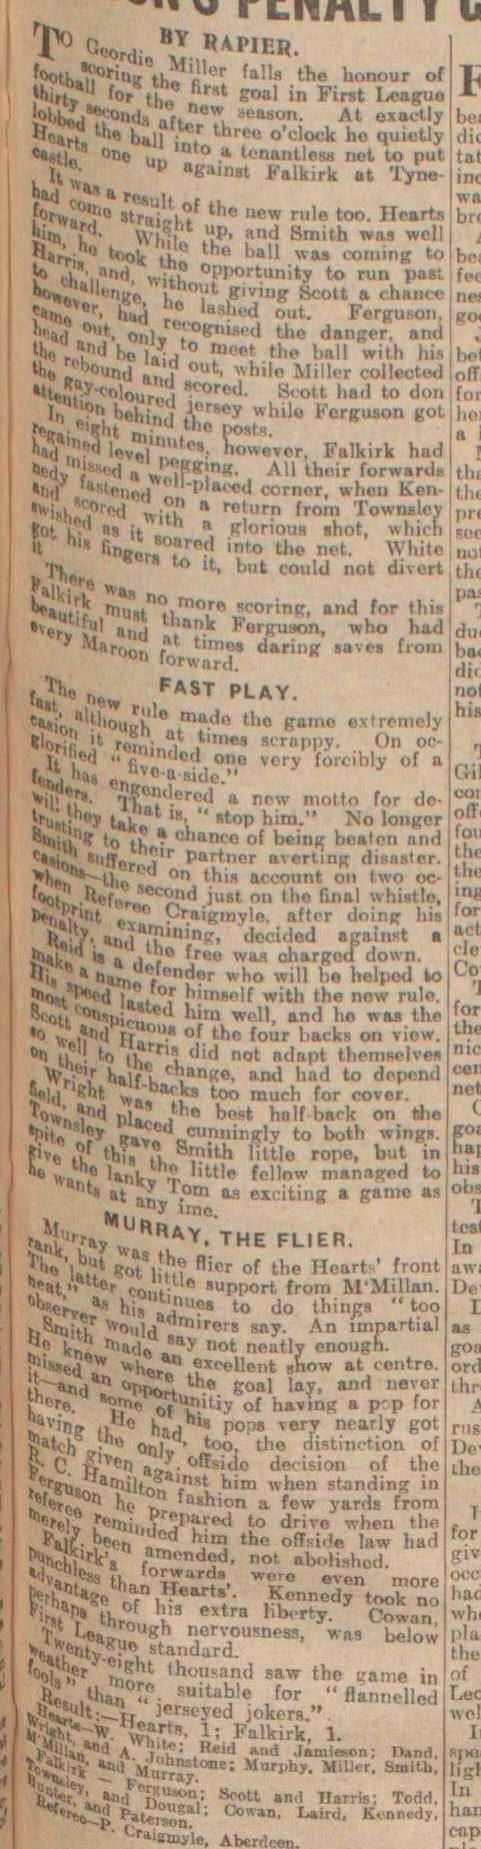 PENALTY
BY RAPIER.
To Geordie Miller falls the honour of
scoring the first goal in First League
football for the new season. At exactly
thirty seconds after three o'clock he quietly
lobbed the ball into a tenantless net to put
Hearts one up against Falkirk at Tyne-
castle.
It was a result of the new rule too. Hearts
had come straight up, and Smith was well
forward. While the ball was coming to
him, he took the opportunity to run past
Harris, and, without giving Scott a chance
to challenge, he lashed out. Ferguson,
however, had recognised the danger, and
came out, only to meet the ball with his
head and be laid out, while Miller collected
the rebound and scored. Scott had to don
the gay-coloured jersey while Ferguson got
attention behind the posts.
In eight minutes, however, Falkirk had
regained level pegging. All their forwards
had missed a well-placed corner, when Ken-
nedy fastened on a return from Townsley
and scored with a glorious shot, which
swished as it soared into the net. White
got his fingers to it, but could not divert
it
There was no more scoring, and for this
Falkirk must thank Ferguson, who had
beautiful and at times daring saves from
every Maroon forward.
FAST PLAY.
The new rule made the game extremely
fast, although at times scrappy. On oc-
casion it reminded one very forcibly of a
glorified "five-a-side."
It has engendered a new motto for de-
fenders. That is, "stop him." No longer
will they take a chance of being beaten and
trusting to their partner averting disaster.
Smith suffered on this account on two oc-
casions—the second just on the final whistle,
when Referee Craigmyle, after doing his
footprint examining, decided against a
penalty, and the free was charged down.
Reid is a defender who will be helped to
make a name for himself with the new rule.
His speed lasted him well, and he was the
most conspicuous of the four backs on view.
Scott and Harris did not adapt themselves
so well to the change, and had to depend
on their half-backs too much for cover.
Wright was the best half-back on the
field, and placed cunningly to both wings.
Townsley gave Smith little rope, but in
spite of this the little fellow managed to
give the lanky Tom as exciting a game as
he wants at any ime.
MURRAY, THE FLIER.
Murray was the flier of the Hearts' front
rank, but got little support from M'Millan.
The latter continues to do things "too
neat," as his admirers say. An impartial
observer would say not neatly enough.
Smith made an excellent show at centre.
He knew where the goal lay, and never
missed an opportunitiy of having a pop for
it—and some of his pops very nearly got
there. He had, too, the distinction of
having the only offside decision of the
match given against him when standing in
R. C. Hamilton fashion a few yards from
Ferguson he prepared to drive when the
referee reminded him the offside law had
merely been amended, not abolished.
Falkirk's forwards were even more
punchless than Hearts'. Kennedy took no
advantage of his extra liberty. Cowan,
perhaps through nervousness, was below
First League standard.
Twenty-eight thousand saw the game in
weather more suitable for "flannelled
fools" than "jerseyed jokers."
Result:—Hearts, 1; Falkirk, 1.
Hearts—W. White; Reid and Jamieson; Dand,
Wright, and A. Johnstone; Murphy, Miller, Smith,
M'Millan, and Murray.
Falkirk — Ferguson; Scott and Harris; Todd,
Townsley, and Dougal; Cowan, Laird, Kennedy,
Hunter, and Paterson.
Referee—P. Craigmyle, Aberdeen.